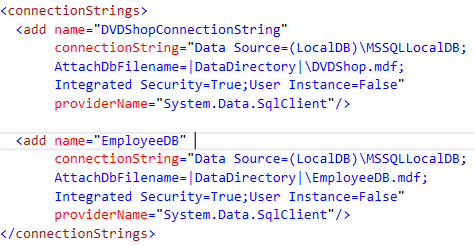 <connectionStrings>
<add name="DVDShopConnectionString"
connectionString="Data Source=(LocalDB)\MSSQLLocalDB;
AttachDbFilename=|DataDirectory|\DVDShop.mdf;
Integrated Security=True;User Instance=False"
providerName="System.Data.SqlClient"/>
<add name="EmployeeDB"
connectionString="Data Source=(LocalDB)\MSSQLLocalDB;
AttachDbFilename=|DataDirectory|\EmployeeDB.mdf;
Integrated Security=True;User Instance=False"
providerName="System.Data.SqlClient"/>
</connectionStrings>